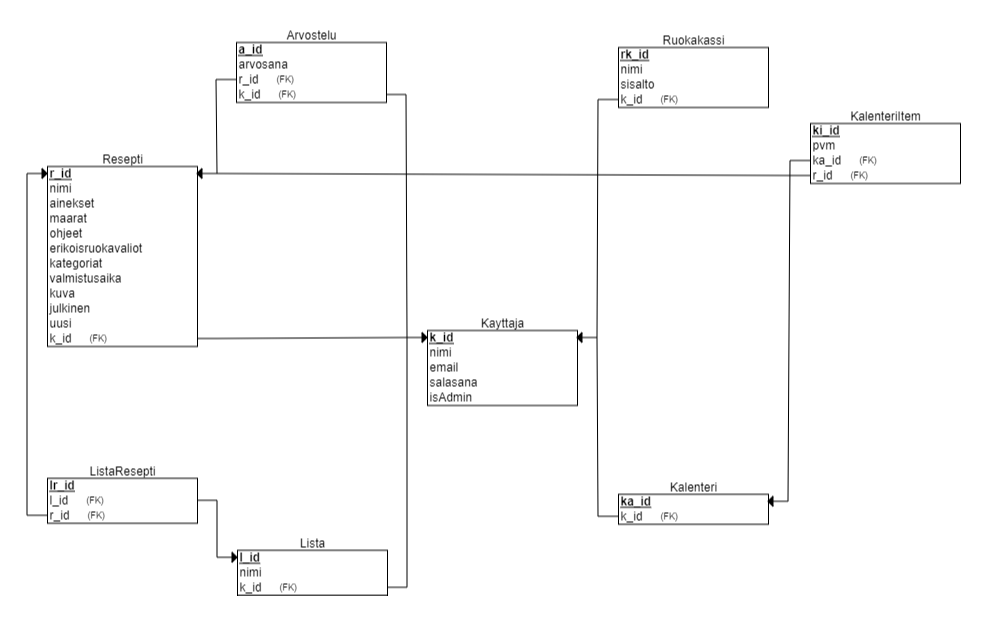 Arvostelu
a_id
arvosana
r_id (FK)
k_id (FK)
Ruokakassi
rk_id
nimi
sisalto
k_id (FK)
KalenteriItem
ki_id
pvm
ka_id (FK)
r_id (FK)
Resepti
r_id
nimi
ainekset
maarat
ohjeet
erikoisruokavaliot
kategoriat
valmistusaika
kuva
julkinen
uusi
k_id (FK)
Kayttaja
k_id
nimi
email
salasana
isAdmin
ListaResepti
lr_id
l_id (FK)
r_id (FK)
Kalenteri
ka_id
k_id (FK)
Lista
l_id
nimi
k_id (FK)